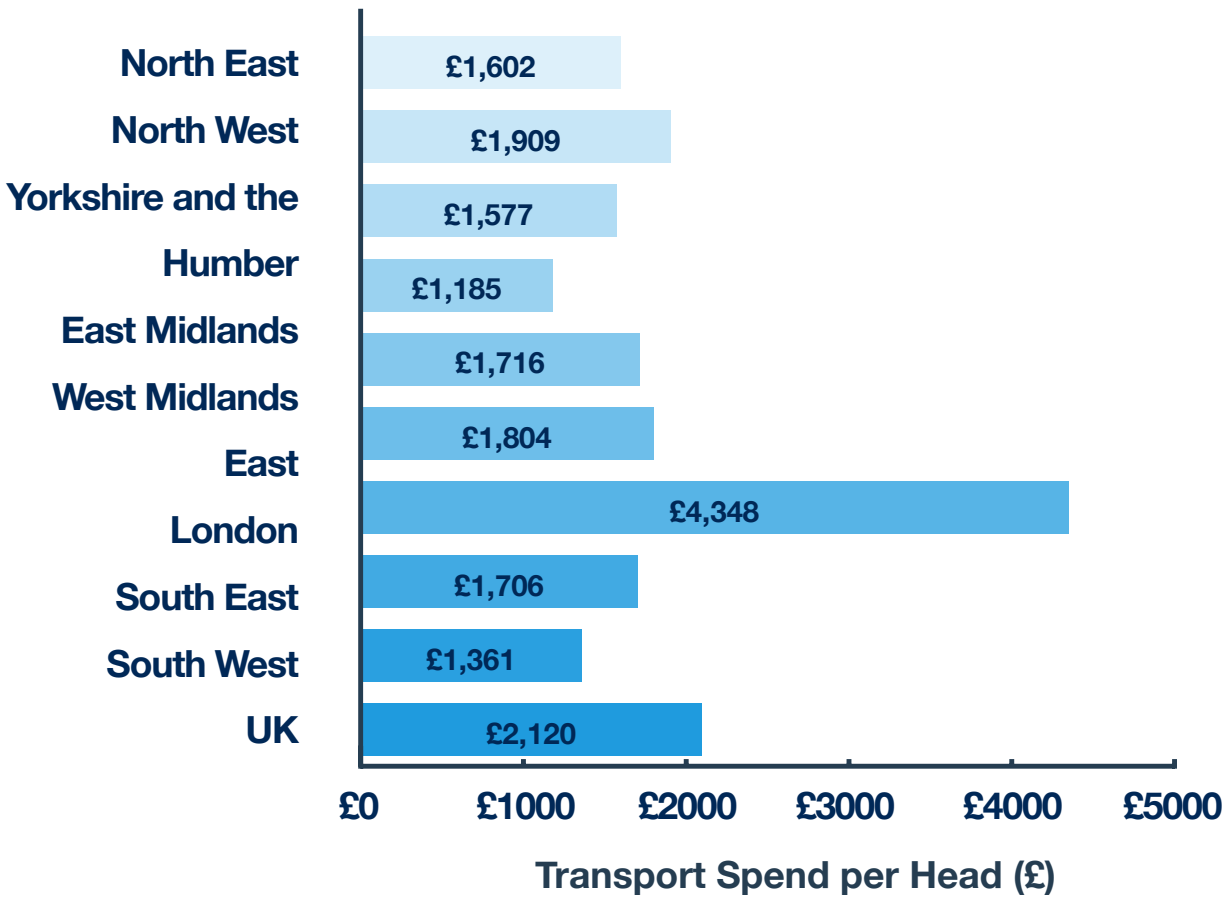 North East
£1,602
North West
£1,909
Yorkshire and the
Humber
£1,577
East Midlands
£1,185
West Midlands
£1,716
East
£1,804
London
£4,348
South East
£1,706
South West
£1,361
UK
£2,120
£0 £1000 £2000 £3000 £4000 £5000
Transport Spend per Head (£)